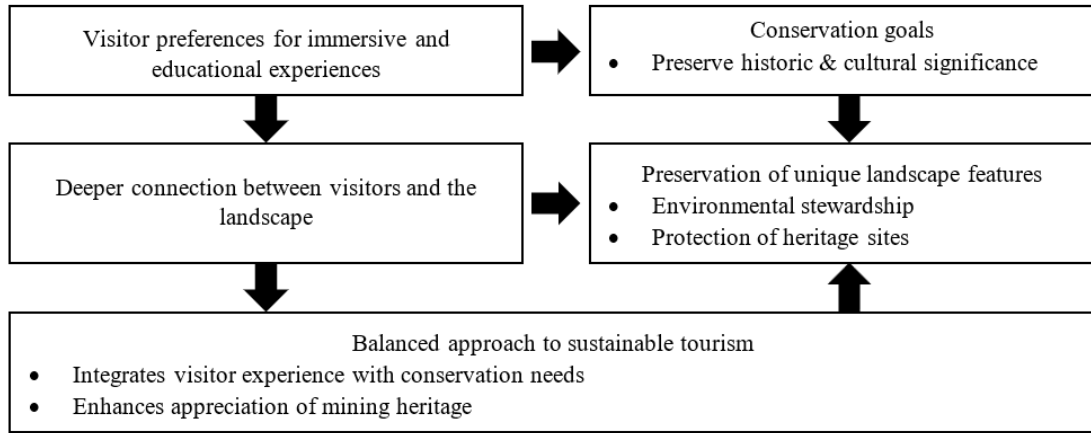 Visitor preferences for immersive and
educational experiences
Conservation goals
• Preserve historic & cultural significance
Deeper connection between visitors and the
landscape
Preservation of unique landscape features
• Environmental stewardship
• Protection of heritage sites
Balanced approach to sustainable tourism
• Integrates visitor experience with conservation needs
• Enhances appreciation of mining heritage